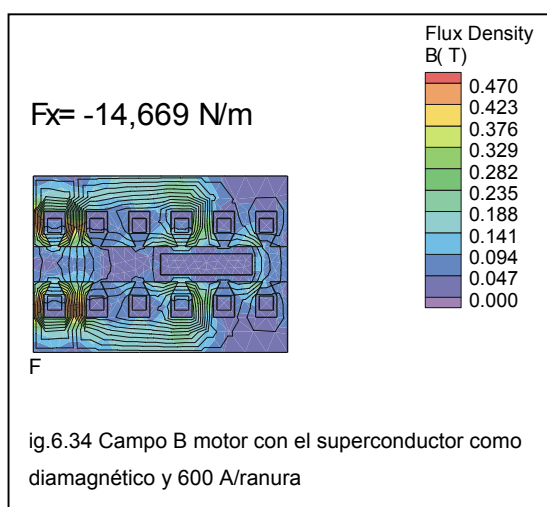 Flux Density
B( T)
0.470
0.423
0.376
0.329
0.282
0.235
0.188
0.141
0.094
0.047
0.000
Fx= -14,669 N/m
F
ig.6.34 Campo B motor con el superconductor como
diamagnético y 600 A/ranura